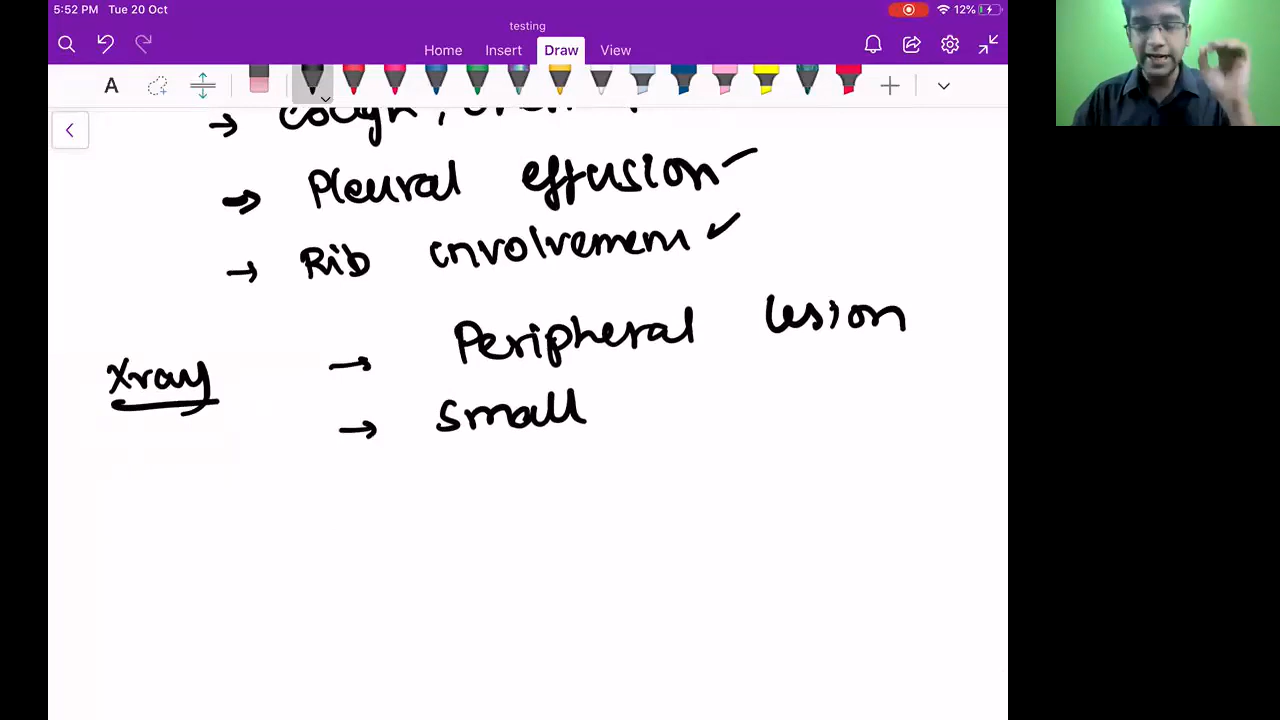 5:52 PM Tue 20 Oct
12%
testing
Home Insert Draw View
A
→ Cough,
→ Pleural effusion ✓
→ Rib involvement ✓
Xray → Peripheral lesion
→ Small